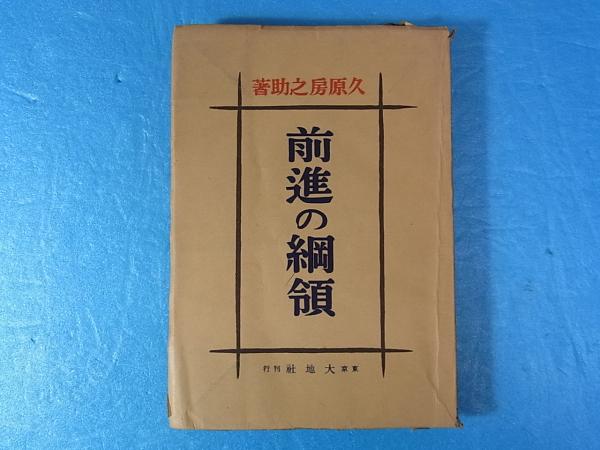 久原房之助著
前進の綱領
東京大地社刊行